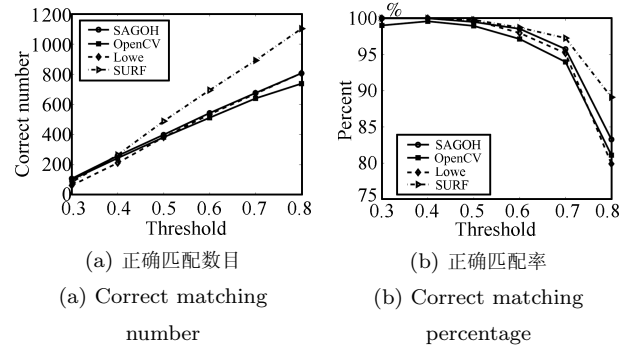 1200
1000
800
600
400
200
0
Correct number
SAGOH
OpenCV
Lowe
SURF
0.3 0.4 0.5 0.6 0.7 0.8
Threshold
(a) 正确匹配数目
(a) Correct matching
number
%
100
95
90
85
80
75
Percent
SAGOH
OpenCV
Lowe
SURF
0.3 0.4 0.5 0.6 0.7 0.8
Threshold
(b) 正确匹配率
(b) Correct matching
percentage